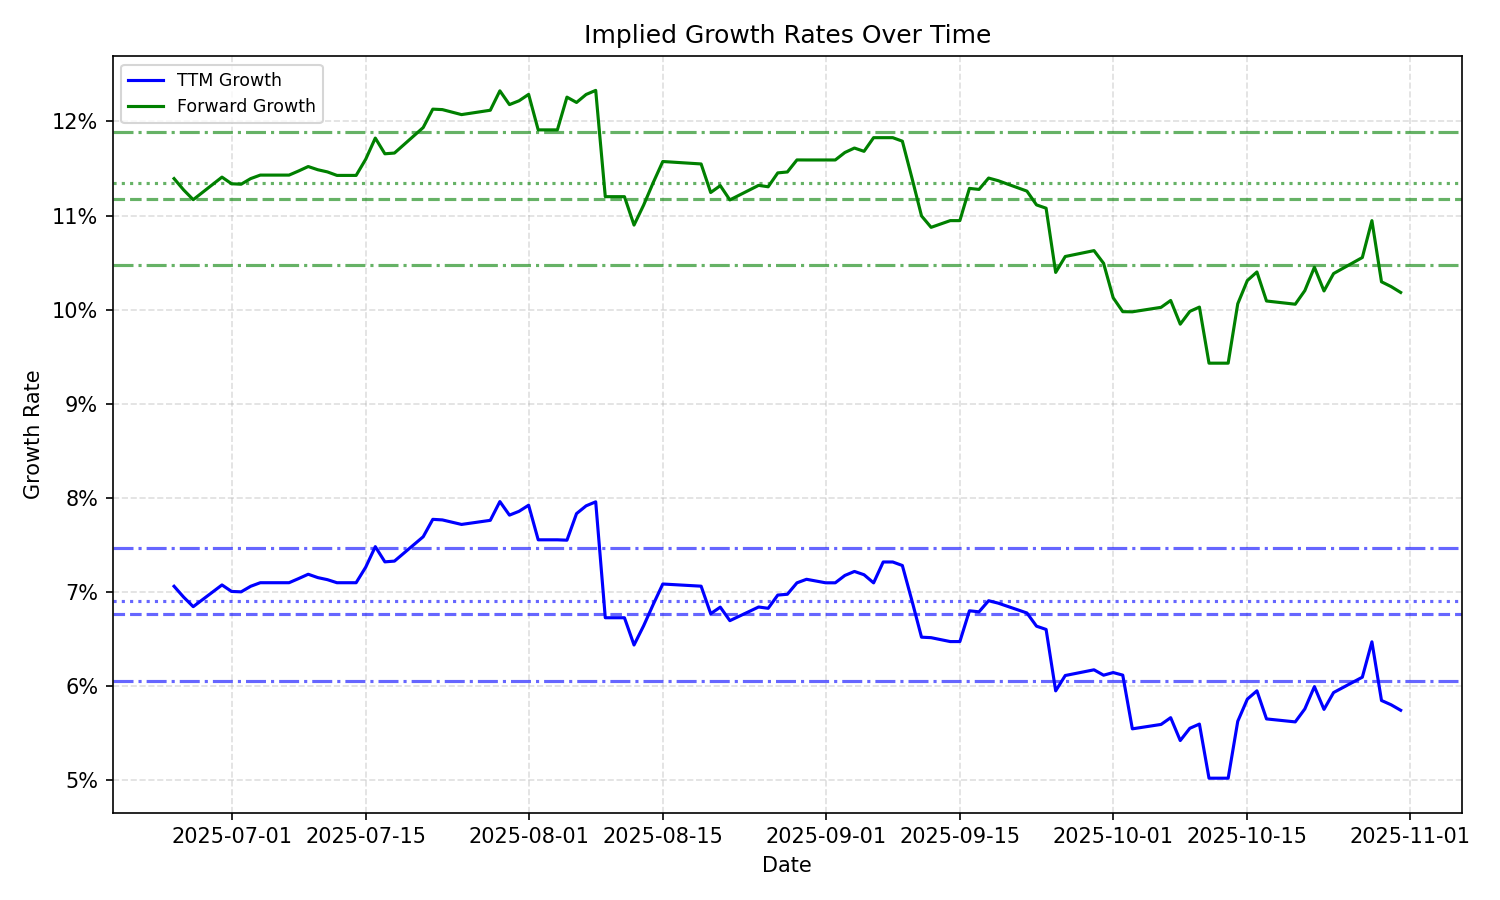 Implied Growth Rates Over Time
TTM Growth
Forward Growth
12%
11%
10%
9%
8%
7%
6%
5%
Growth Rate
2025-07-01 2025-07-15 2025-08-01 2025-08-15 2025-09-01 2025-09-15 2025-10-01 2025-10-15 2025-11-01
Date